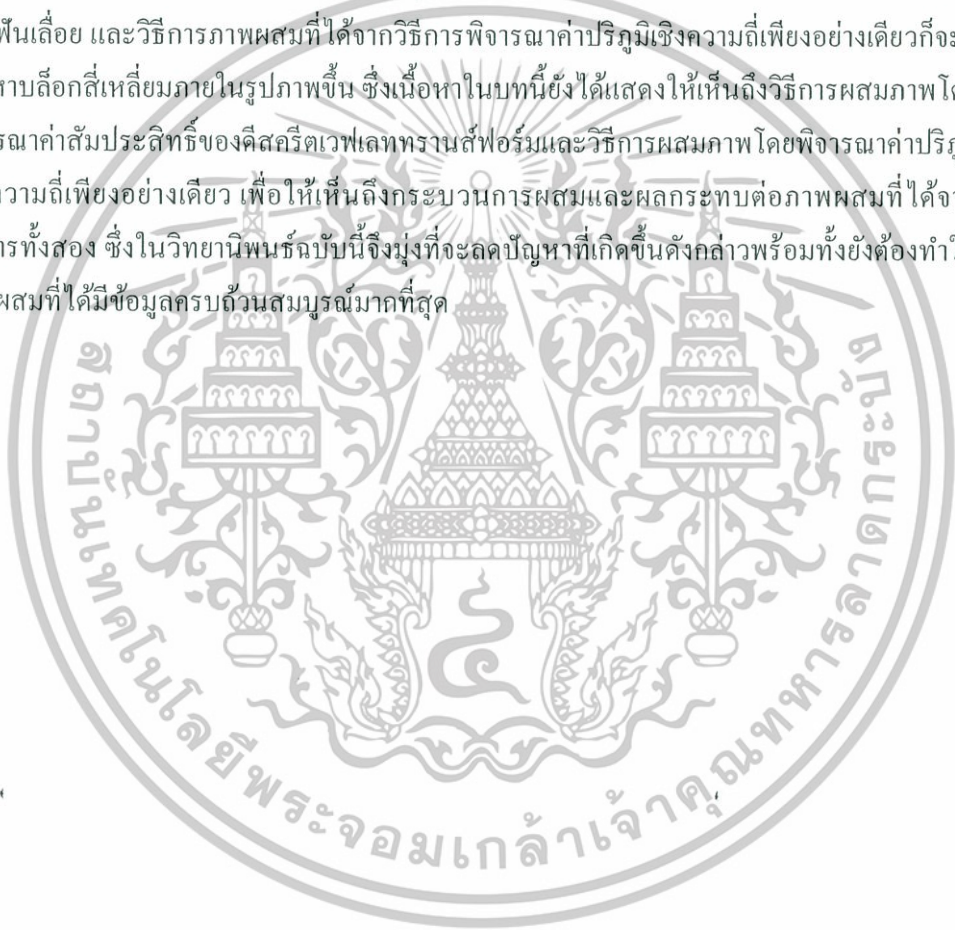 ฟันเลื่อย และวิธีการภาพผสมที่ได้จากวิธีการพิจารณาค่าปริภูมิเชิงความถี่เพียงอย่างเดียวก็จะ
หาบล็อกสี่เหลี่ยมภายในรูปภาพขึ้น ซึ่งเนื้อหาในบทนี้ยังได้แสดงให้เห็นถึงวิธีการผสมภาพโด
รณาค่าสัมประสิทธิ์ของดีสครีตเวฟเลททรานส์ฟอร์มและวิธีการผสมภาพโดยพิจารณาค่าปริภู
ความถี่เพียงอย่างเดียว เพื่อให้เห็นถึงกระบวนการผสมและผลกระทบต่อภาพผสมที่ได้จา
ารทั้งสอง ซึ่งในวิทยานิพนธ์ฉบับนี้จึงมุ่งที่จะลดปัญหาที่เกิดขึ้นดังกล่าวพร้อมทั้งยังต้องทำใ
ผสมที่ได้มีข้อมูลครบถ้วนสมบูรณ์มากที่สุด
สถาบันเทคโนโลยีพระจอมเกล้าเจ้าคุณทหารลาดกระบัง